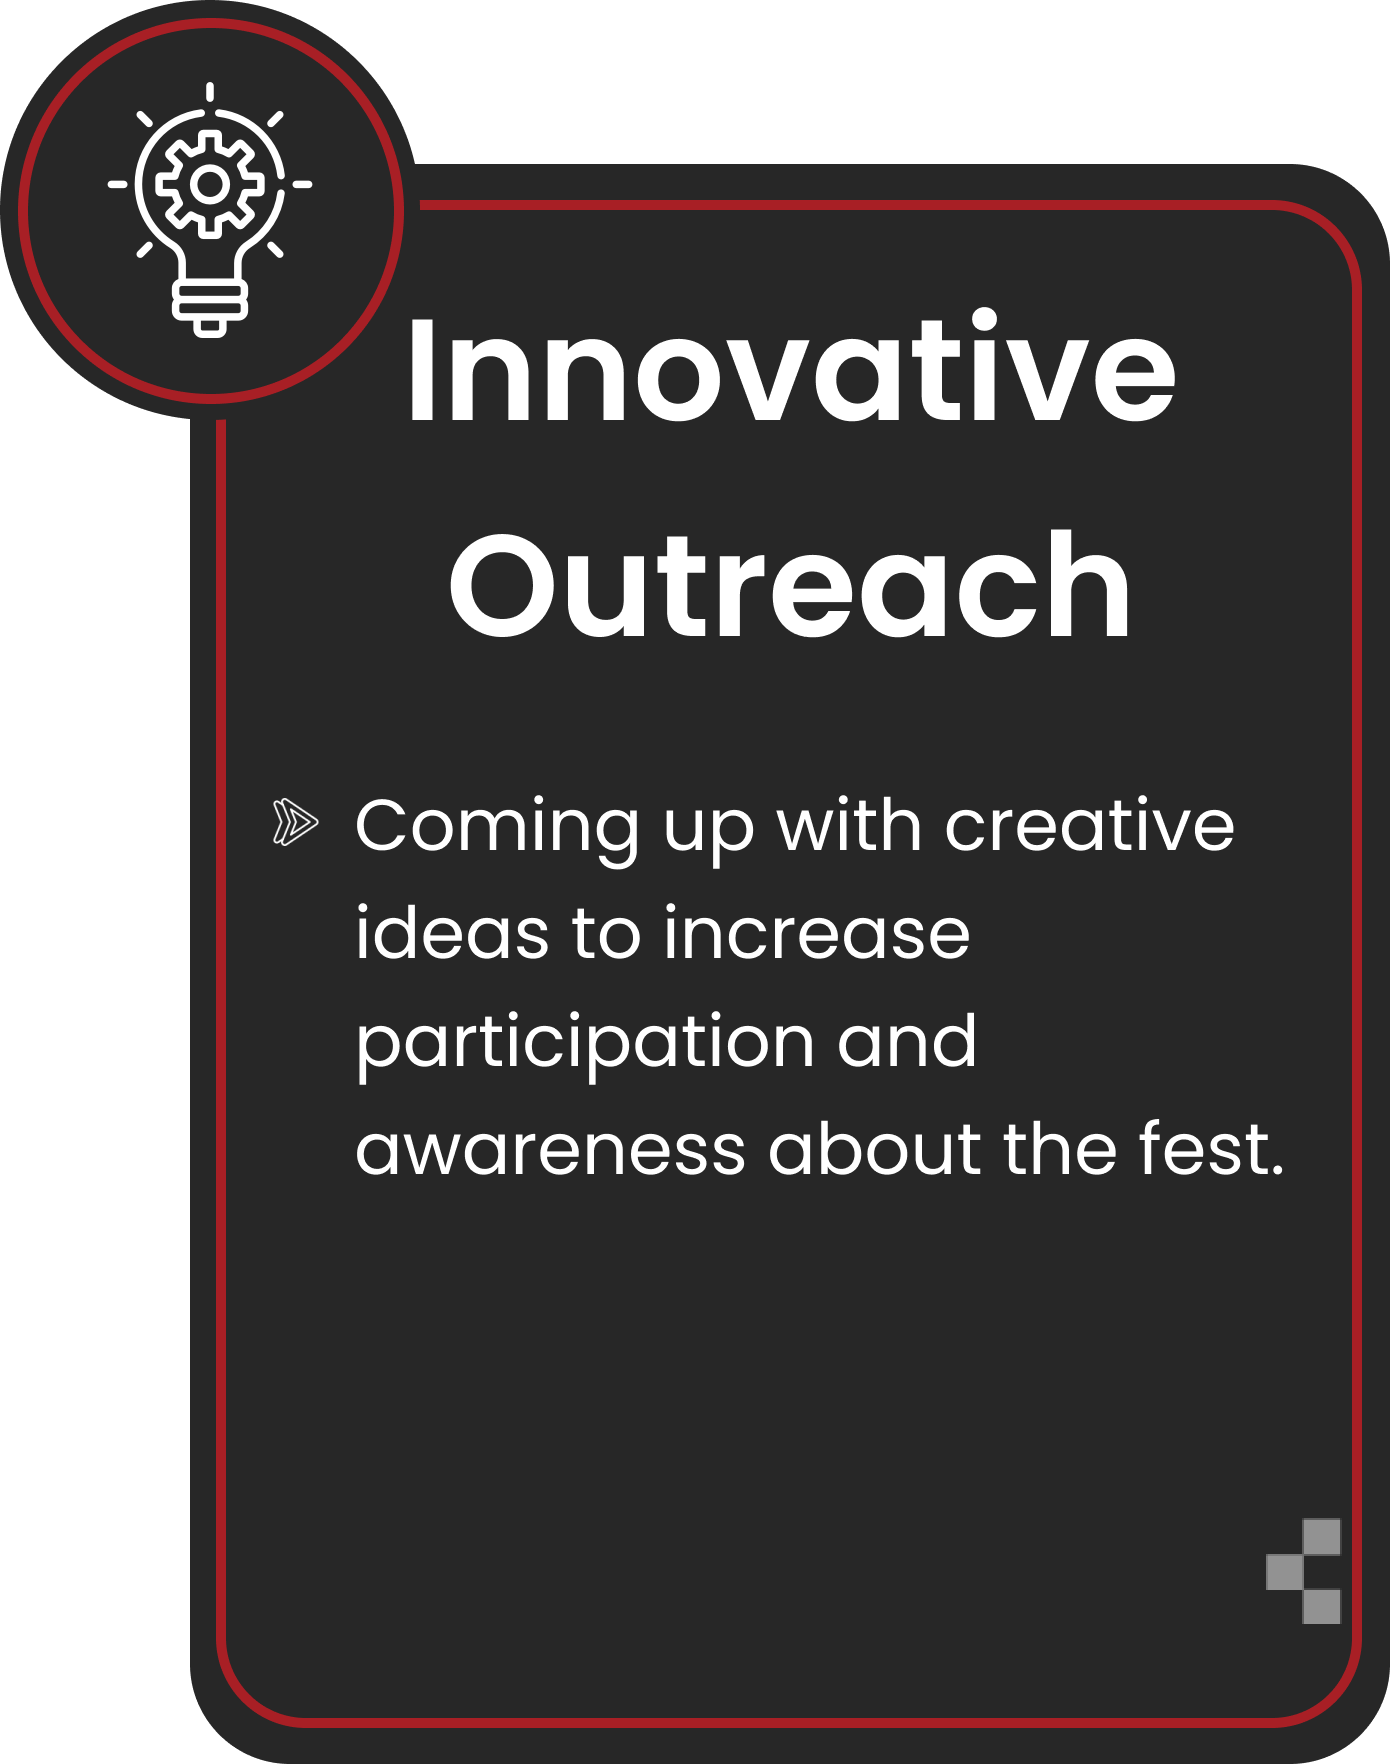 Innovative
Outreach
Coming up with creative
ideas to increase
participation and
awareness about the fest.